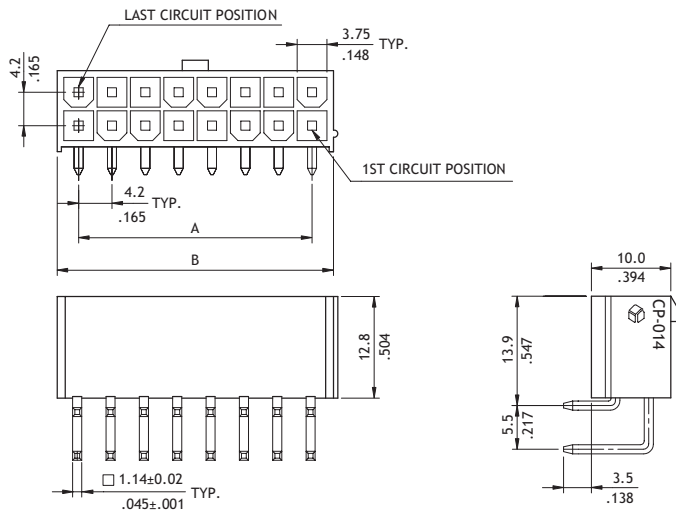 LAST CIRCUIT POSITION
3.75
.148
TYP.
4.2
.165
1ST CIRCUIT POSITION
4.2
.165
TYP.
A
B
10.0
.394
12.8
.504
13.9
.547
CP-014
5.5
.217
1.14±0.02
.045±.001
TYP.
3.5
.138